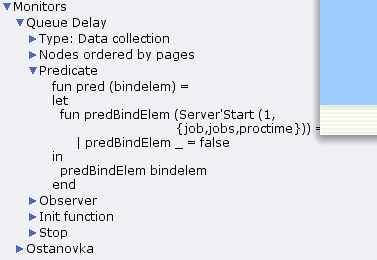 Monitors
Queue Delay
Type: Data collection
Nodes ordered by pages
Predicate
fun pred (bindelem) =
let
fun predBindElem (Server'Start (1,
{job,jobs,proctime})) =
| predBindElem _ = false
in
predBindElem bindelem
end
Observer
Init function
Stop
Ostanovka